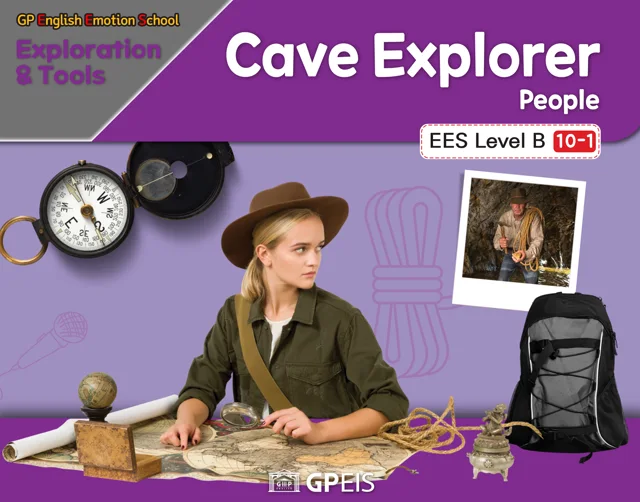 GP English Emotion School
Exploration
& Tools
Cave Explorer
People
EES Level B 10-1
GPEIS